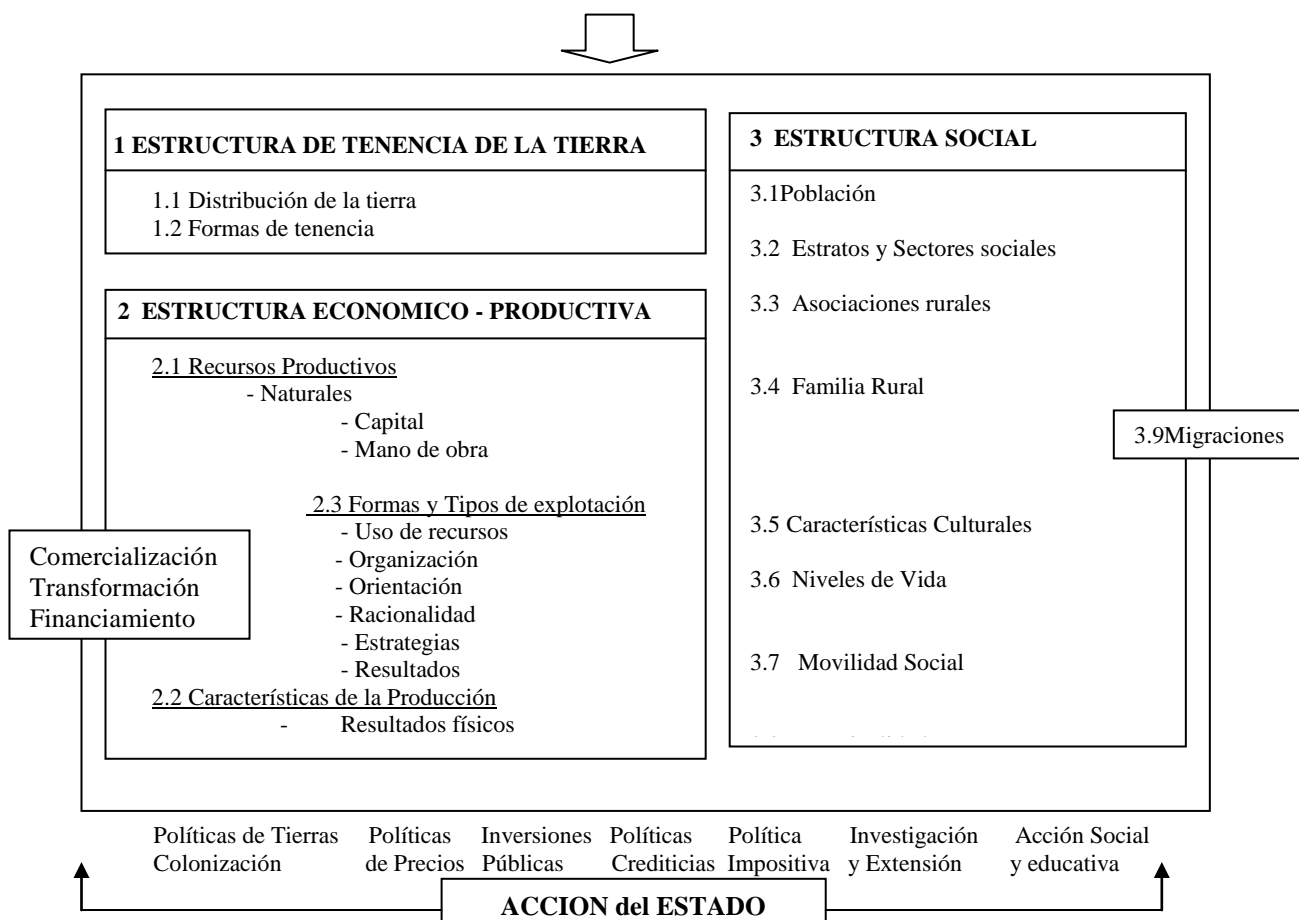 1 ESTRUCTURA DE TENENCIA DE LA TIERRA
1.1 Distribución de la tierra
1.2 Formas de tenencia
2 ESTRUCTURA ECONOMICO - PRODUCTIVA
2.1 Recursos Productivos
- Naturales
- Capital
- Mano de obra
2.3 Formas y Tipos de explotación
- Uso de recursos
- Organización
- Orientación
- Racionalidad
- Estrategias
- Resultados
2.2 Características de la Producción
- Resultados físicos
Comercialización
Transformación
Financiamiento
3 ESTRUCTURA SOCIAL
3.1Población
3.2 Estratos y Sectores sociales
3.3 Asociaciones rurales
3.4 Familia Rural
3.5 Características Culturales
3.6 Niveles de Vida
3.7 Movilidad Social
3.9Migraciones
Políticas de Tierras
Colonización
Políticas
de Precios
Inversiones
Públicas
Políticas
Crediticias
Política
Impositiva
Investigación
y Extensión
Acción Social
y educativa
ACCION del ESTADO